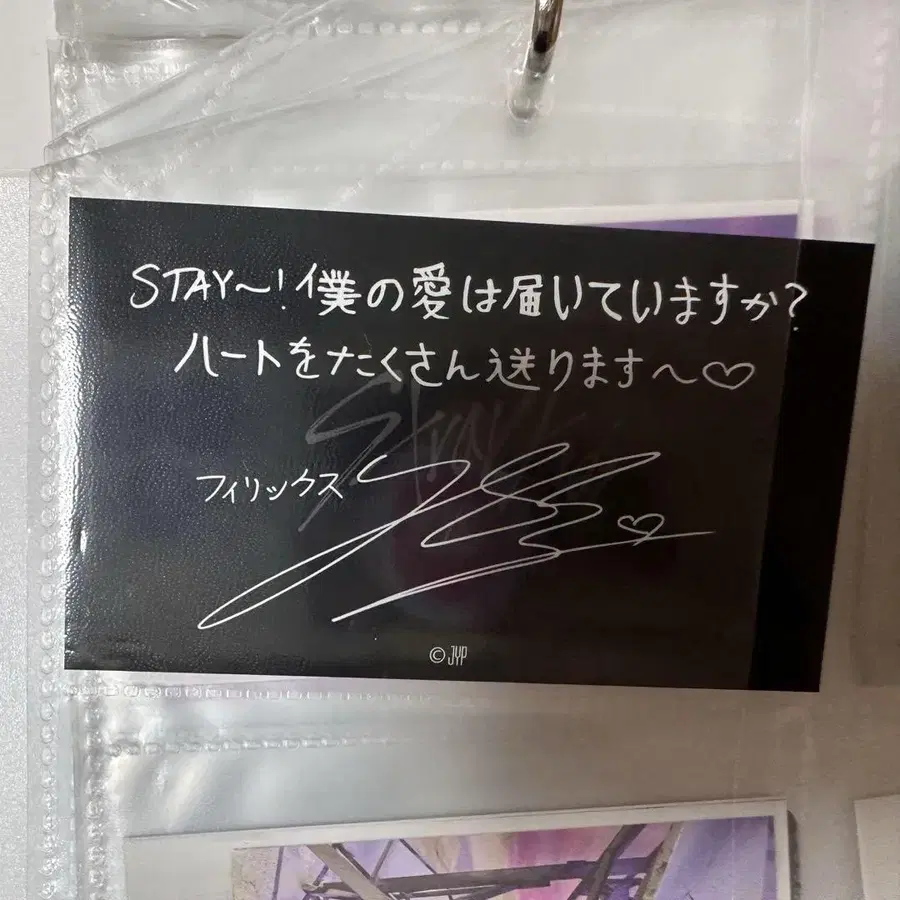 STAY〜!僕の愛は届いていますか?
ハートをたくさん送ります〜♡
Stray
フィリックス
© JYP